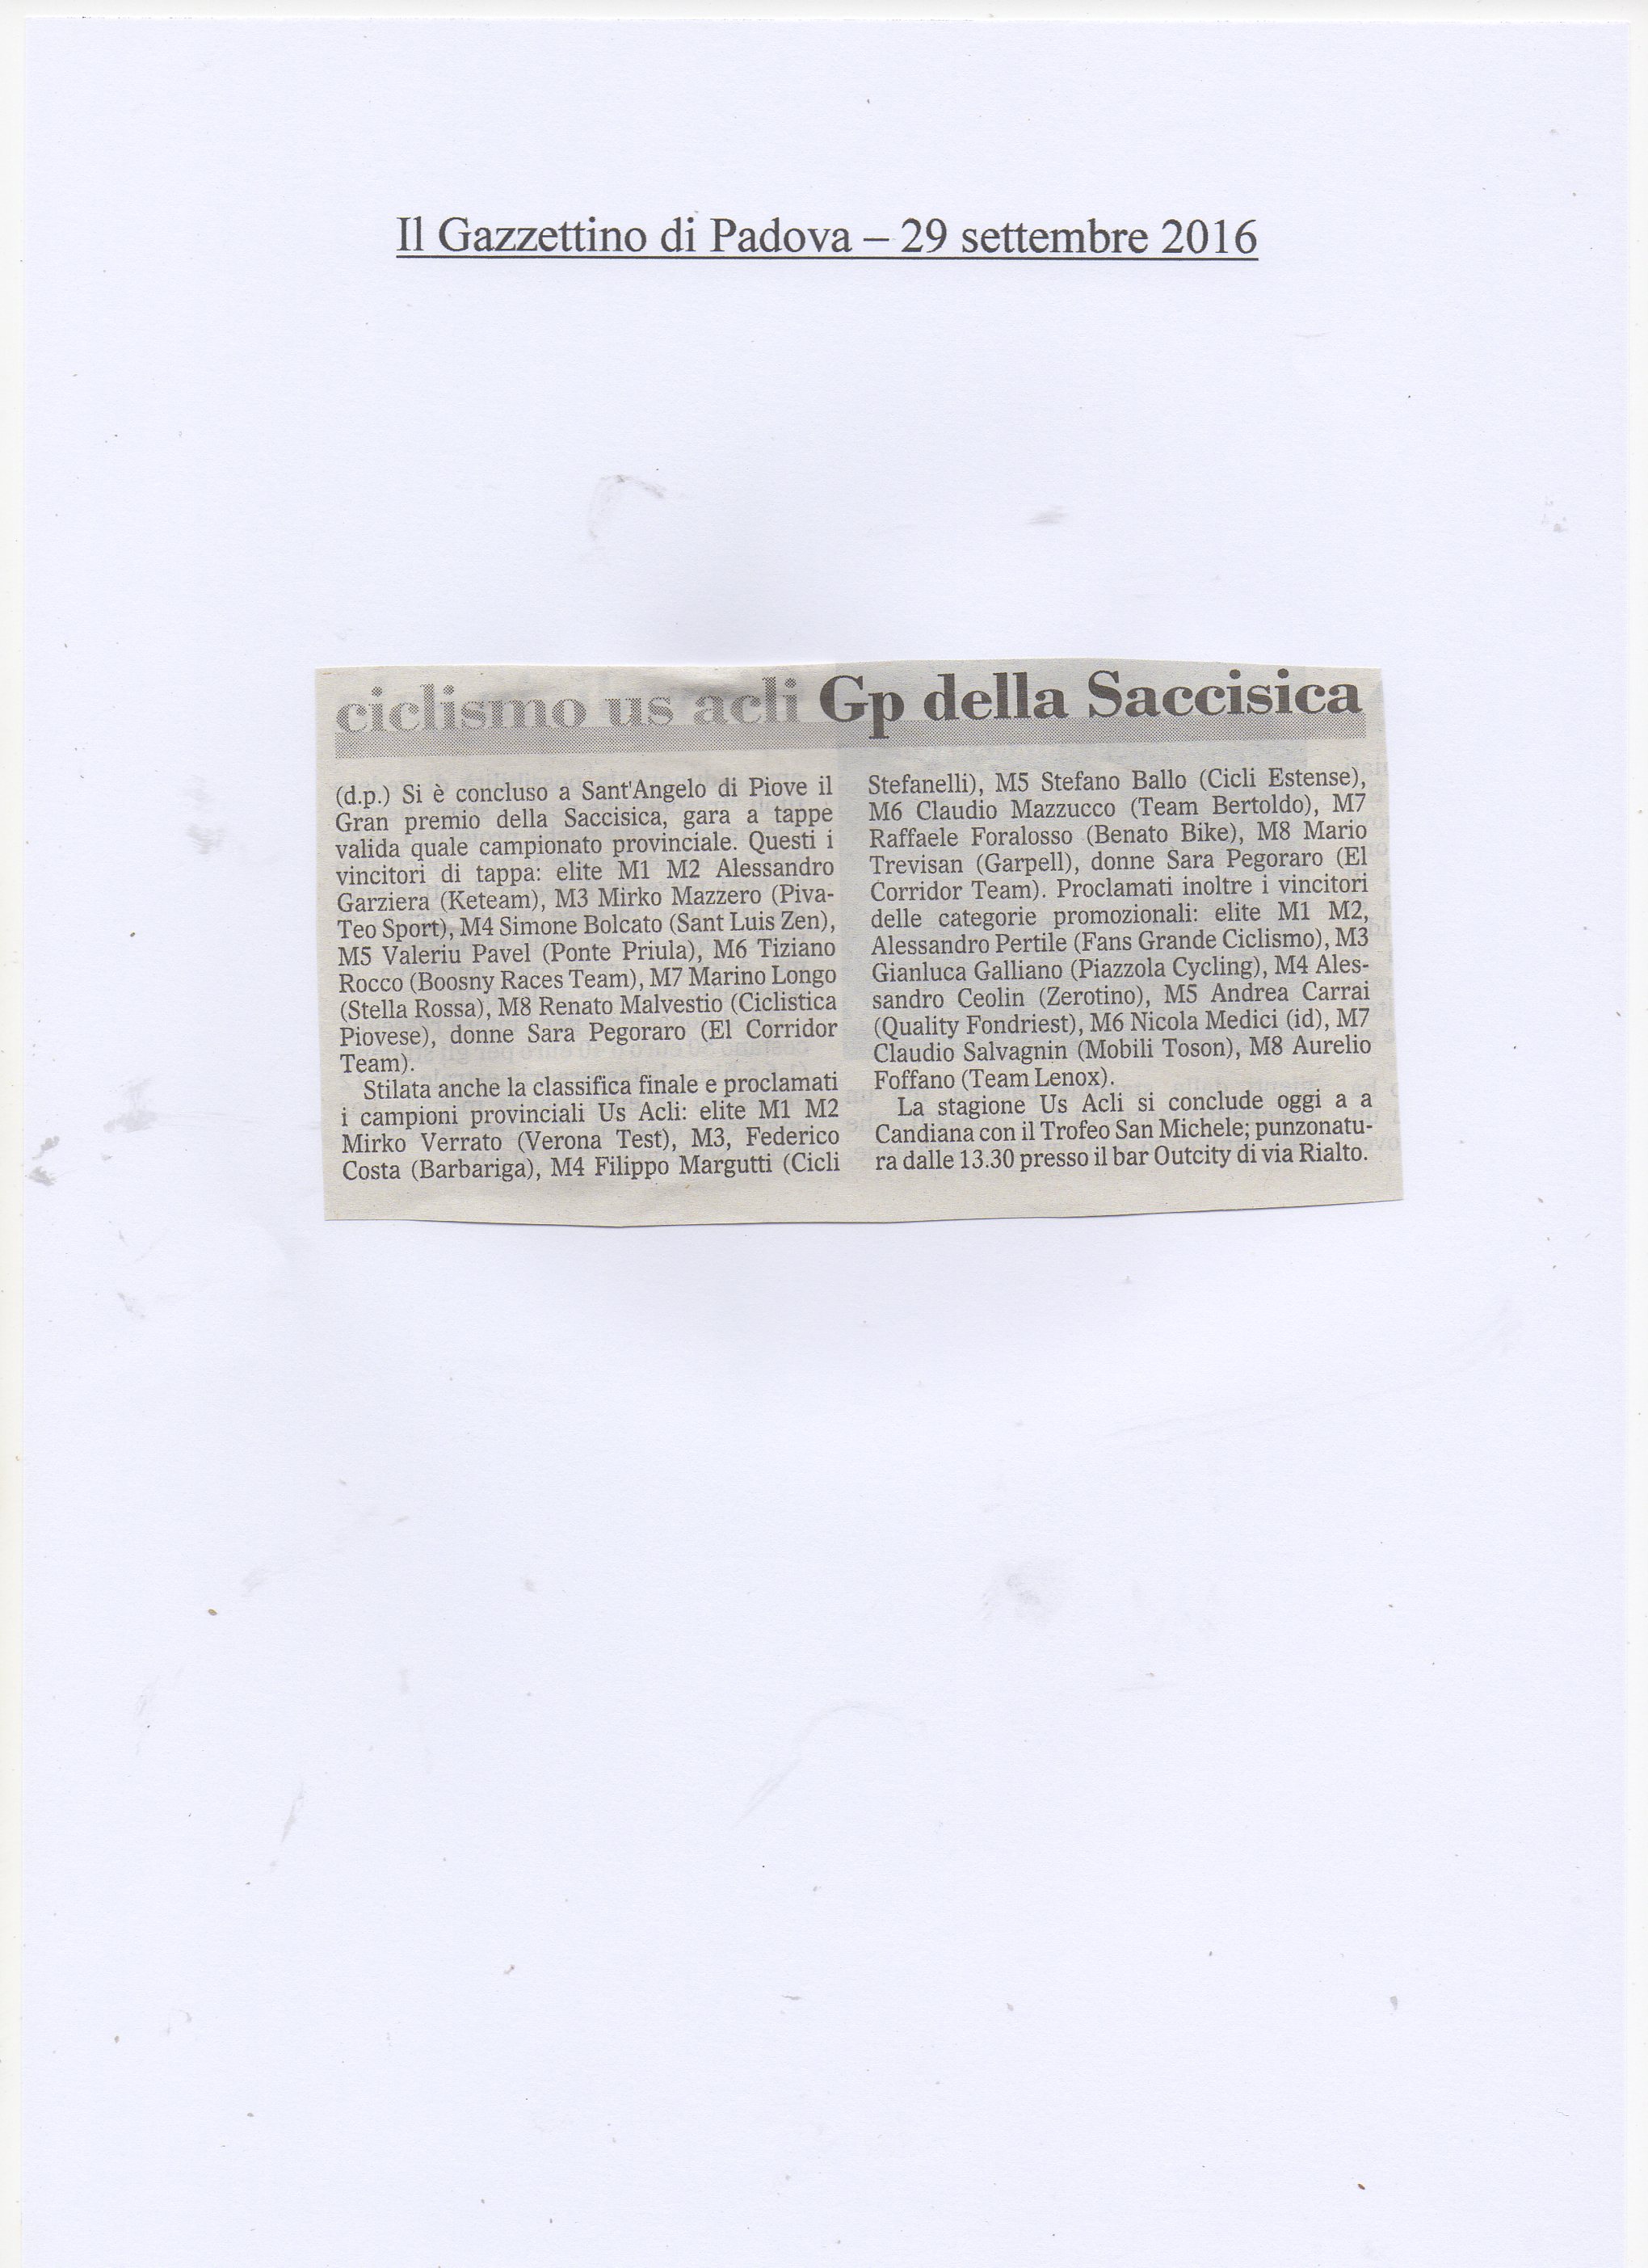 Il Gazzettino di Padova – 29 settembre 2016
ciclismo us acli Gp della Saccisica
(d.p.) Si è concluso a Sant'Angelo di Piove il
Gran premio della Saccisica, gara a tappe
valida quale campionato provinciale. Questi i
vincitori di tappa: elite M1 M2 Alessandro
Garziera (Keteam), M3 Mirko Mazzero (Piva-
Teo Sport), M4 Simone Bolcato (Sant Luis Zen),
M5 Valeriu Pavel (Ponte Priula), M6 Tiziano
Rocco (Boosny Races Team), M7 Marino Longo
(Stella Rossa), M8 Renato Malvestio (Ciclistica
Piovese), donne Sara Pegoraro (El Corridor
Team).
Stilata anche la classifica finale e proclamati
i campioni provinciali Us Acli: elite M1 M2
Mirko Verrato (Verona Test), M3, Federico
Costa (Barbariga), M4 Filippo Margutti (Cicli
Stefanelli), M5 Stefano Ballo (Cicli Estense),
M6 Claudio Mazzucco (Team Bertoldo), M7
Raffaele Foralosso (Benato Bike), M8 Mario
Trevisan (Garpell), donne Sara Pegoraro (El
Corridor Team). Proclamati inoltre i vincitori
delle categorie promozionali: elite M1 M2,
Alessandro Pertile (Fans Grande Ciclismo), M3
Gianluca Galliano (Piazzola Cycling), M4 Ales-
sandro Ceolin (Zerotino), M5 Andrea Carrai
(Quality Fondriest), M6 Nicola Medici (id), M7
Claudio Salvagnin (Mobili Toson), M8 Aurelio
Foffano (Team Lenox).
La stagione Us Acli si conclude oggi a a
Candiana con il Trofeo San Michele; punzonatu-
ra dalle 13.30 presso il bar Outcity di via Rialto.